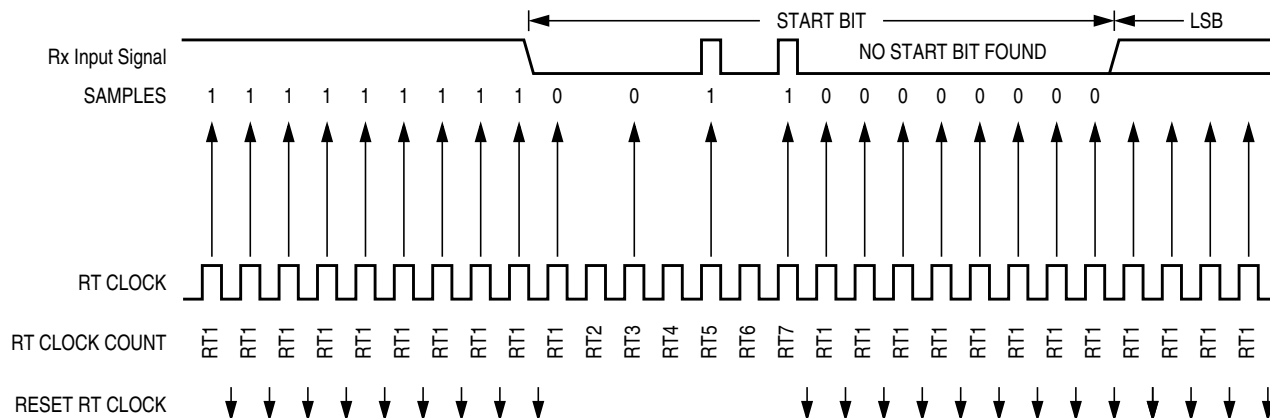 START BIT LSB
Rx Input Signal NO START BIT FOUND
SAMPLES 1 1 1 1 1 1 1 1 1 0 0 1 1 0 0 0 0 0 0 0 0
RT CLOCK
RT CLOCK COUNT RT1 RT1 RT1 RT1 RT1 RT1 RT1 RT1 RT1 RT1 RT2 RT3 RT4 RT5 RT6 RT7 RT1 RT1 RT1 RT1 RT1 RT1 RT1 RT1 RT1 RT1 RT1 RT1
RESET RT CLOCK